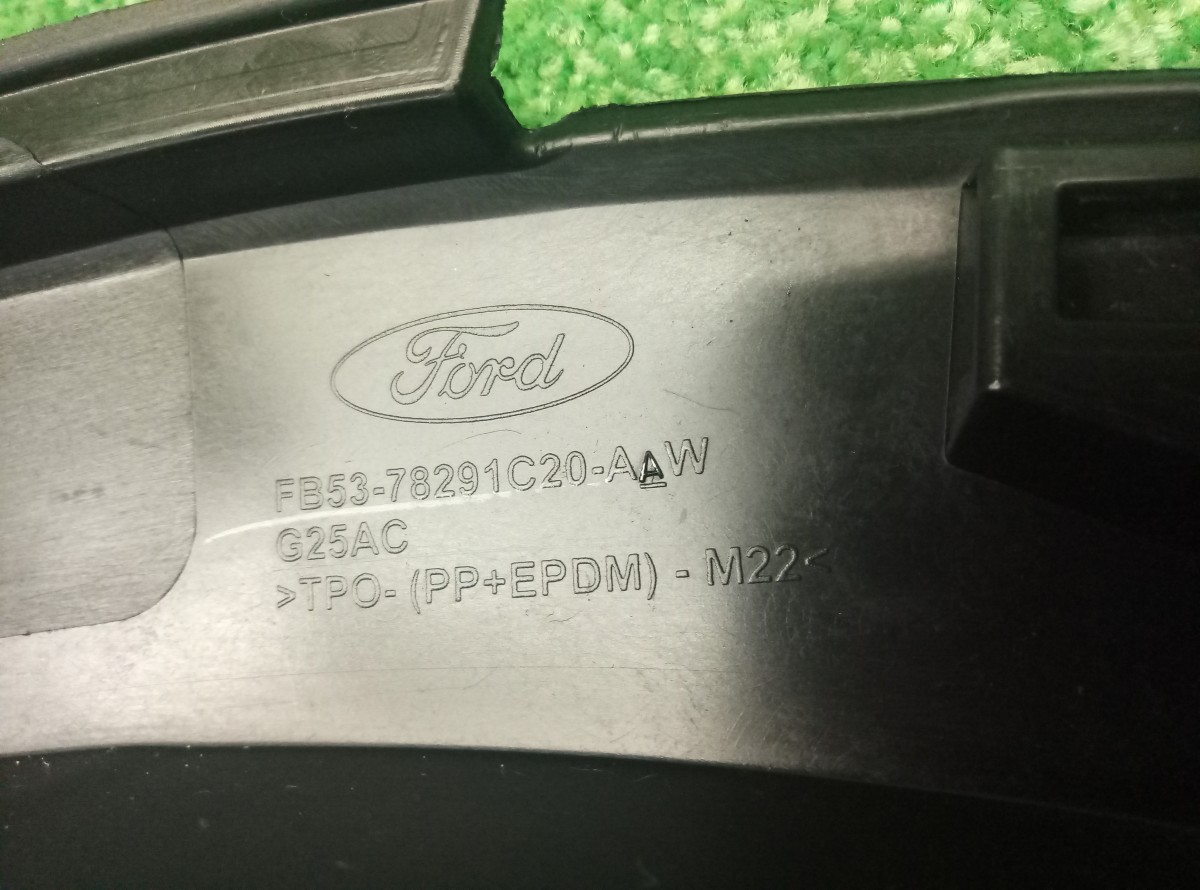 Ford
FB53-78291C20-AAW
G25AC
>TPO- (PP+EPDM) - M22<